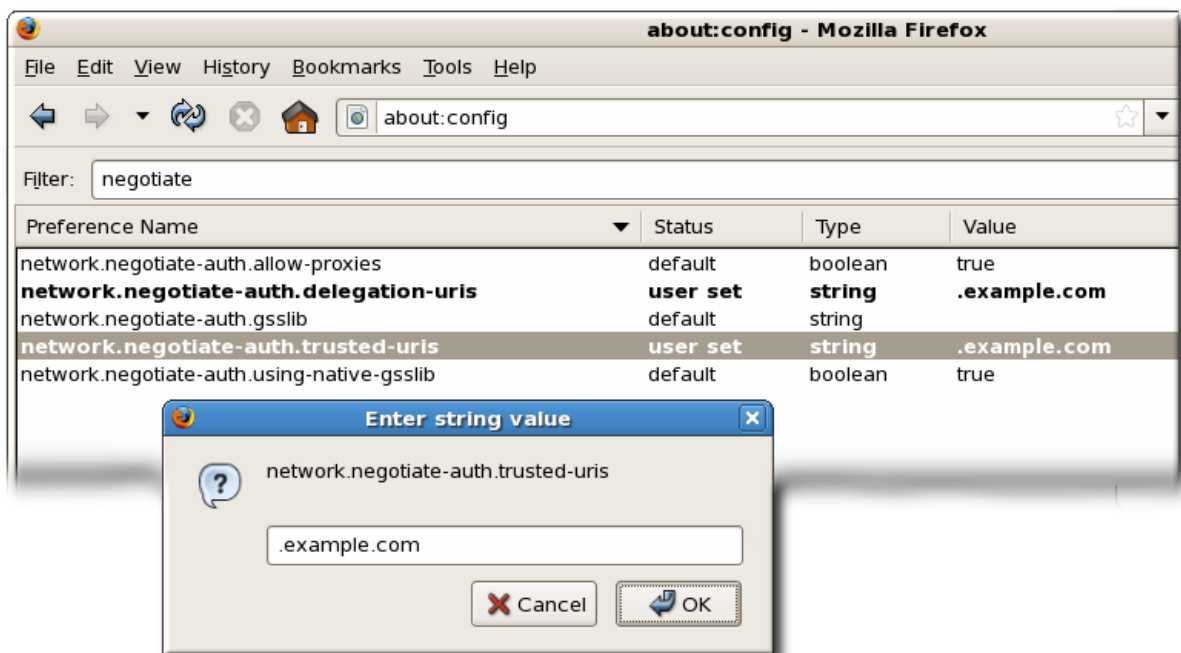 about:config - Mozilla Firefox
File Edit View History Bookmarks Tools Help
about:config
Filter: negotiate
Preference Name Status Type Value
network.negotiate-auth.allow-proxies default boolean true
network.negotiate-auth.delegation-uris user set string .example.com
network.negotiate-auth.gsslib default string
network.negotiate-auth.trusted-uris user set string .example.com
network.negotiate-auth.using-native-gsslib default boolean true
Enter string value
network.negotiate-auth.trusted-uris
.example.com
Cancel OK